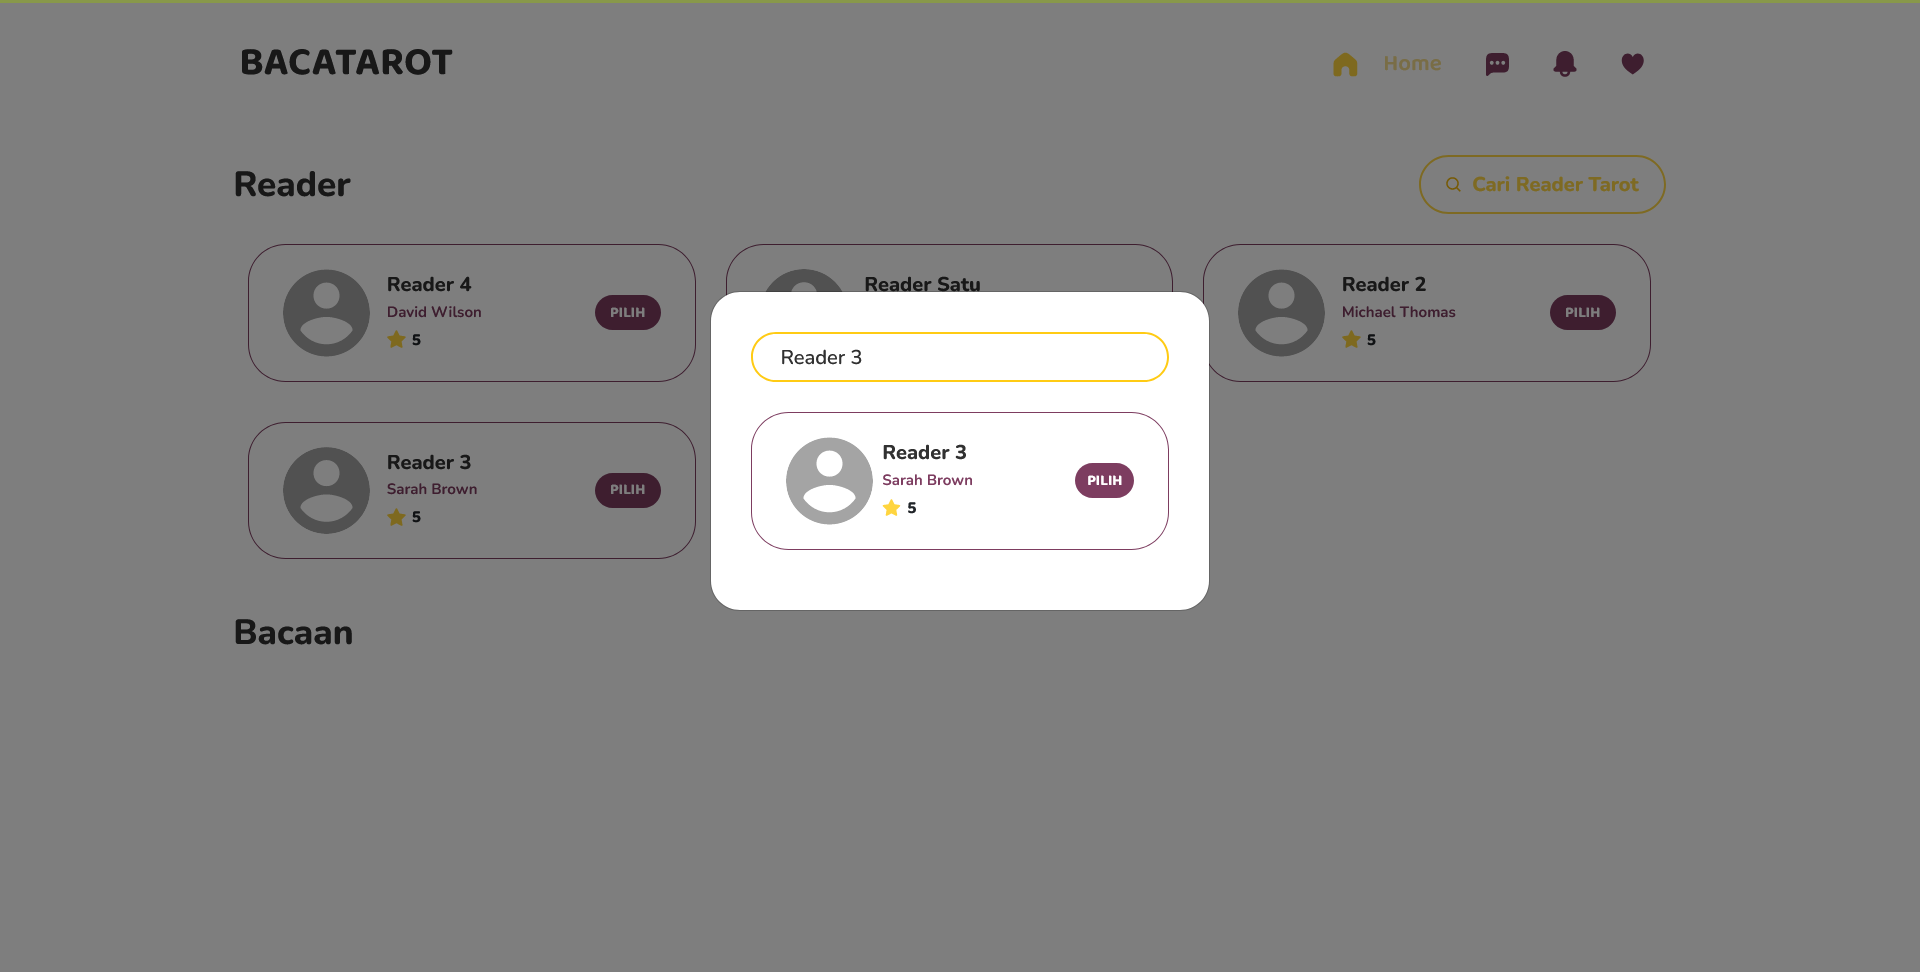 BACATAROT
Home
Reader
Cari Reader Tarot
Reader 4
David Wilson
5
PILIH
Reader Satu
Reader 2
Michael Thomas
5
PILIH
Reader 3
Sarah Brown
5
PILIH
Reader 3
Reader 3
Sarah Brown
5
PILIH
Bacaan